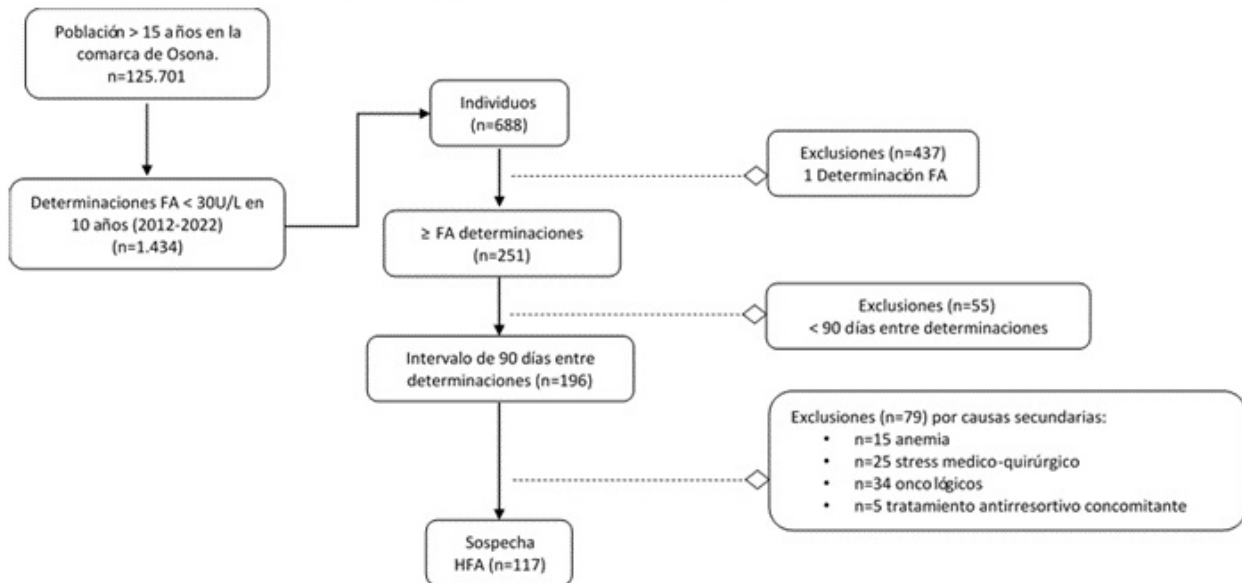 Población > 15 años en la
comarca de Osona.
n=125.701
Determinaciones FA < 30U/L en
10 años (2012-2022)
(n=1.434)
Individuos
(n=688)
Exclusiones (n=437)
1 Determinación FA
≥ FA determinaciones
(n=251)
Exclusiones (n=55)
< 90 días entre determinaciones
Intervalo de 90 días entre
determinaciones (n=196)
Exclusiones (n=79) por causas secundarias:
• n=15 anemia
• n=25 stress medico-quirúrgico
• n=34 oncológicos
• n=5 tratamiento antirresortivo concomitante
Sospecha
HFA (n=117)